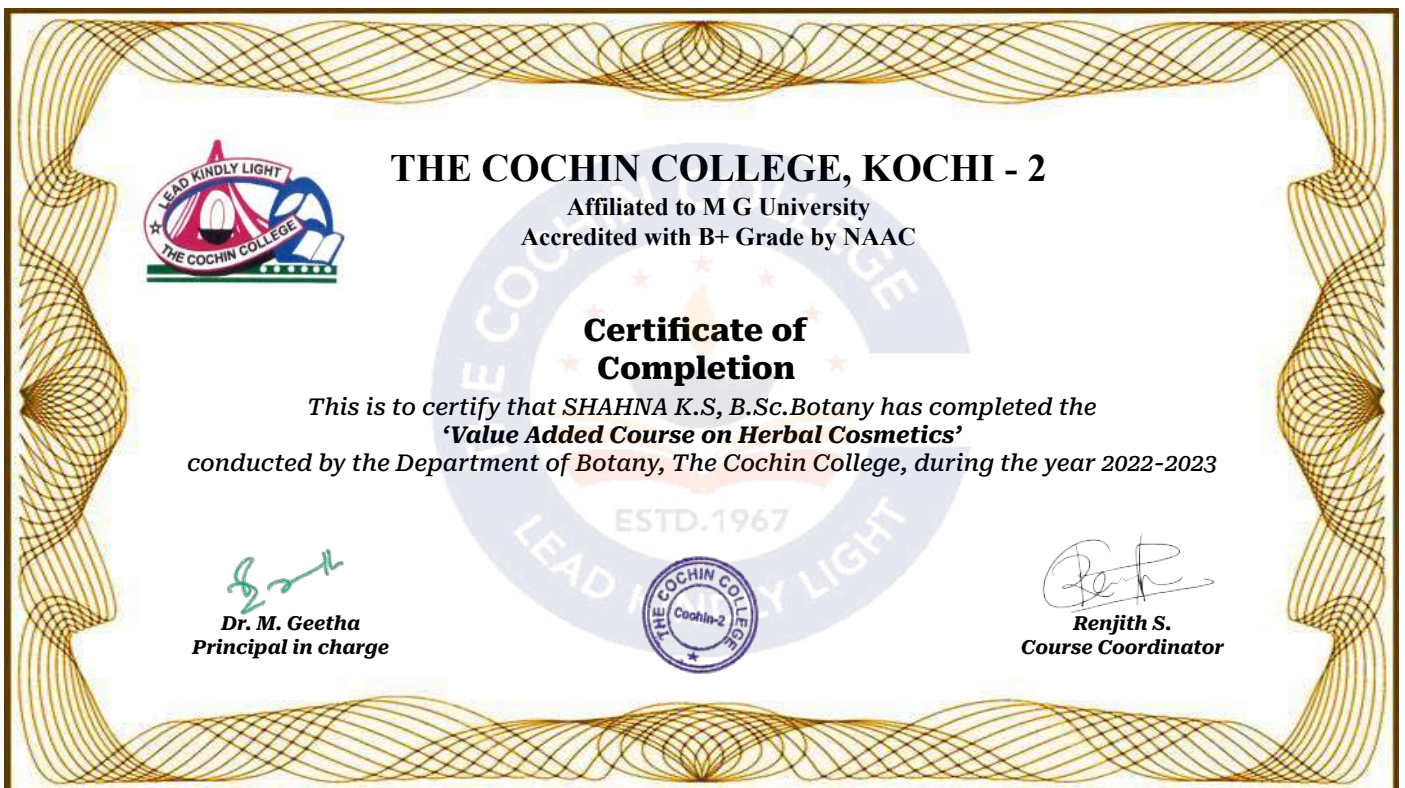 LEAD KINDLY LIGHT
THE COCHIN COLLEGE
THE COCHIN COLLEGE, KOCHI - 2
Affiliated to M G University
Accredited with B+ Grade by NAAC
Certificate of
Completion
This is to certify that SHAHNA K.S, B.Sc.Botany has completed the
‘Value Added Course on Herbal Cosmetics’
conducted by the Department of Botany, The Cochin College, during the year 2022-2023
THE COCHIN COLLEGE
ESTD.1967
LEAD KINDLY LIGHT
THE COCHIN COLLEGE
Cochin-2
Dr. M. Geetha
Principal in charge
Renjith S.
Course Coordinator